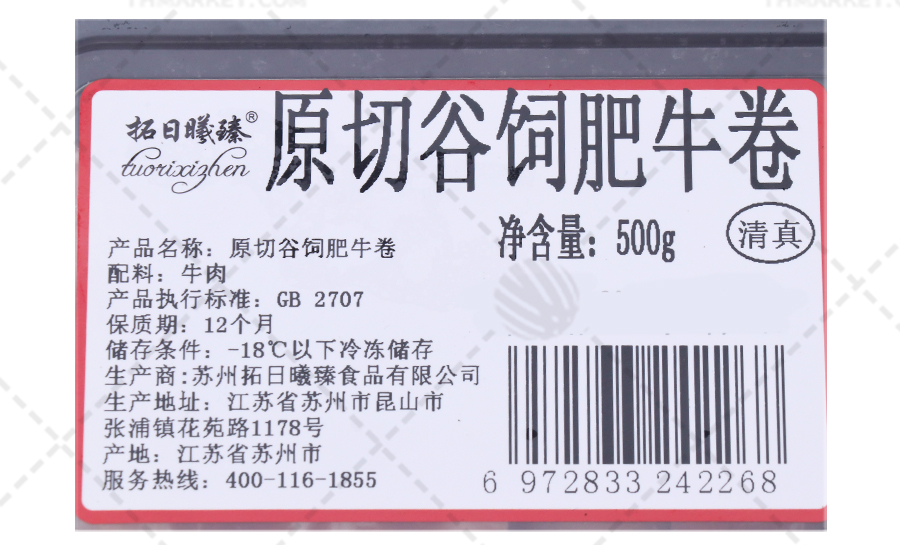 拓日曦臻®
tuorixizhen
原切谷饲肥牛卷
净含量：500g
清真
产品名称：原切谷饲肥牛卷
配料：牛肉
产品执行标准：GB 2707
保质期：12个月
储存条件：-18℃以下冷冻储存
生产商:苏州拓日曦臻食品有限公司
生产地址：江苏省苏州市昆山市
张浦镇花苑路1178号
产地：江苏省苏州市
服务热线：400-116-1855
6 972833 242268